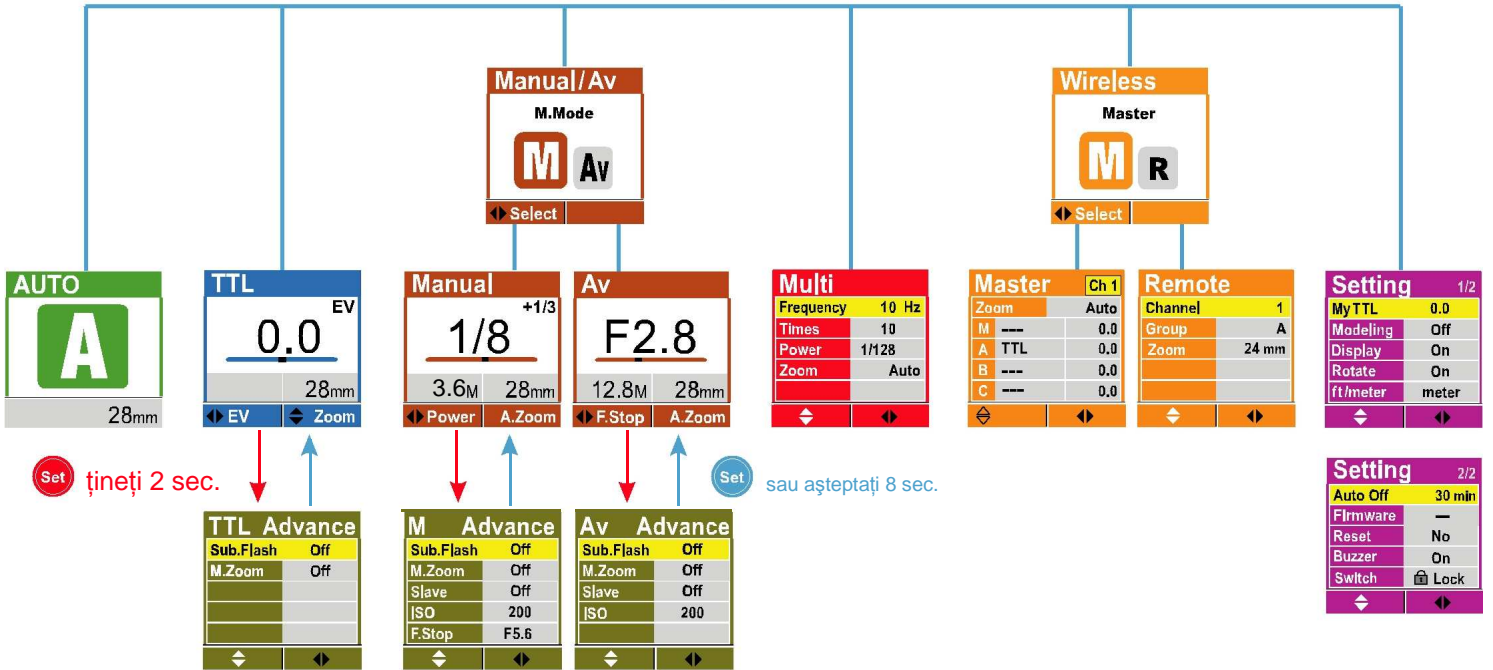 Manual/Av
M.Mode
M Av
Select
Wireless
Master
M R
Select
AUTO
A
28mm
TTL
EV
0.0
28mm
EV Zoom
Manual
+1/3
1/8
3.6M 28mm
Power A.Zoom
Av
F2.8
12.8M 28mm
F.Stop A.Zoom
Multi
Frequency 10 Hz
Times 10
Power 1/128
Zoom Auto
Master Ch 1
Zoom Auto
M --- 0.0
A TTL 0.0
B --- 0.0
C --- 0.0
Remote
Channel 1
Group A
Zoom 24 mm
Setting 1/2
My TTL 0.0
Modeling Off
Display On
Rotate On
ft/meter meter
Set țineți 2 sec.
Set sau aşteptați 8 sec.
TTL Advance
Sub.Flash Off
M.Zoom Off
M Advance
Sub.Flash Off
M.Zoom Off
Slave Off
ISO 200
F.Stop F5.6
Av Advance
Sub.Flash Off
M.Zoom Off
Slave Off
ISO 200
Setting 2/2
Auto Off 30 min
Firmware —
Reset No
Buzzer On
Switch Lock